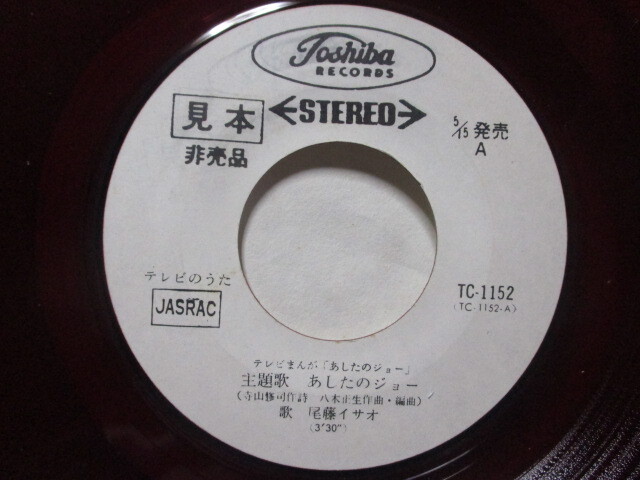 Toshiba
RECORDS
見本
STEREO
5/15 発売
非売品
A
テレビのうた
JASRAC
TC-1152
(TC-1152-A)
テレビまんが「あしたのジョー」
主題歌 あしたのジョー
(寺山修司作詩 八木正生作曲・編曲)
歌 尾藤イサオ
(3'30")